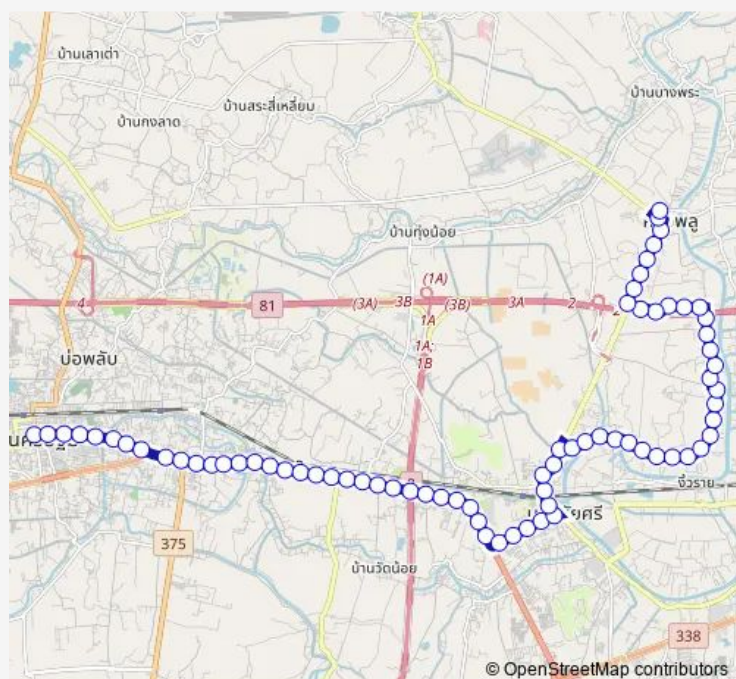 บ้านเลาเต่า
บ้านสระสี่เหลี่ยม
บ้านบางพระ
บ้านกงลาด
พลู
บ้านทุ่งน้อย
(1A)
4
81
(3A)
3B
(3B)
3A
2
1A
1A;
1B
บ่อพลับ
งิ้วราย
375
บ้านวัดน้อย
338
© OpenStreetMap contributors